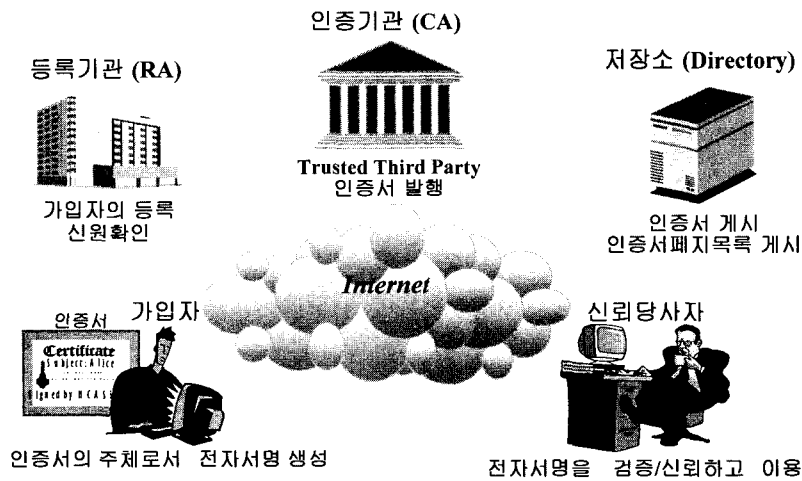 인증기관 (CA)
등록기관 (RA)
저장소 (Directory)
Trusted Third Party
인증서 발행
가입자의 등록
신원확인
인증서 게시
인증서폐지목록 게시
Internet
가입자
신뢰당사자
인증서
Certificate
Subject: Alice
igned by H C A S
인증서의 주체로서 전자서명 생성
전자서명을 검증/신뢰하고 이용